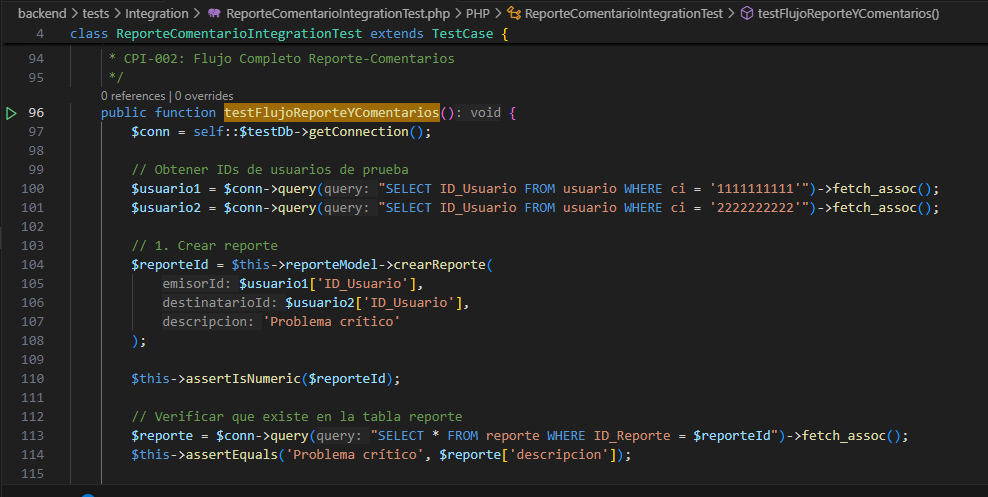 backend > tests > Integration > ReporteComentarioIntegrationTest.php > PHP > ReporteComentarioIntegrationTest > testFlujoReporteYComentarios()
4 class ReporteComentarioIntegrationTest extends TestCase {
94 * CPI-002: Flujo Completo Reporte-Comentarios
95 */
0 references | 0 overrides
96 public function testFlujoReporteYComentarios(): void {
97 $conn = self::$testDb->getConnection();
98
99 // Obtener IDs de usuarios de prueba
100 $usuario1 = $conn->query(query: "SELECT ID_Usuario FROM usuario WHERE ci = '1111111111'")->fetch_assoc();
101 $usuario2 = $conn->query(query: "SELECT ID_Usuario FROM usuario WHERE ci = '2222222222'")->fetch_assoc();
102
103 // 1. Crear reporte
104 $reporteId = $this->reporteModel->crearReporte(
105 emisorId: $usuario1['ID_Usuario'],
106 destinatarioId: $usuario2['ID_Usuario'],
107 descripcion: 'Problema crítico'
108 );
109
110 $this->assertIsNumeric($reporteId);
111
112 // Verificar que existe en la tabla reporte
113 $reporte = $conn->query(query: "SELECT * FROM reporte WHERE ID_Reporte = $reporteId")->fetch_assoc();
114 $this->assertEquals('Problema crítico', $reporte['descripcion']);
115